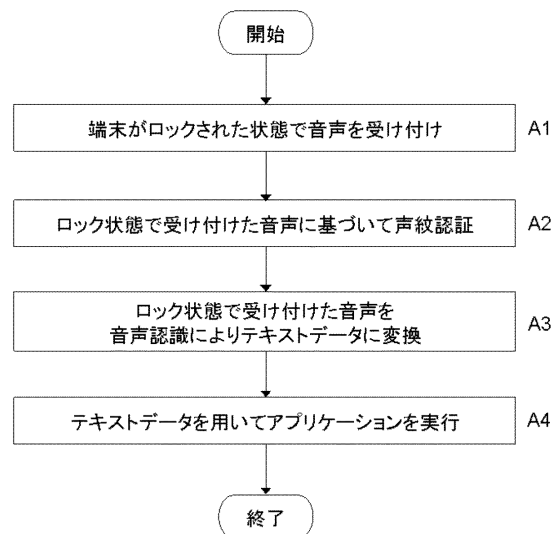 開始
端末がロックされた状態で音声を受け付け
A1
ロック状態で受け付けた音声に基づいて声紋認証
A2
ロック状態で受け付けた音声を
音声認識によりテキストデータに変換
A3
テキストデータを用いてアプリケーションを実行
A4
終了